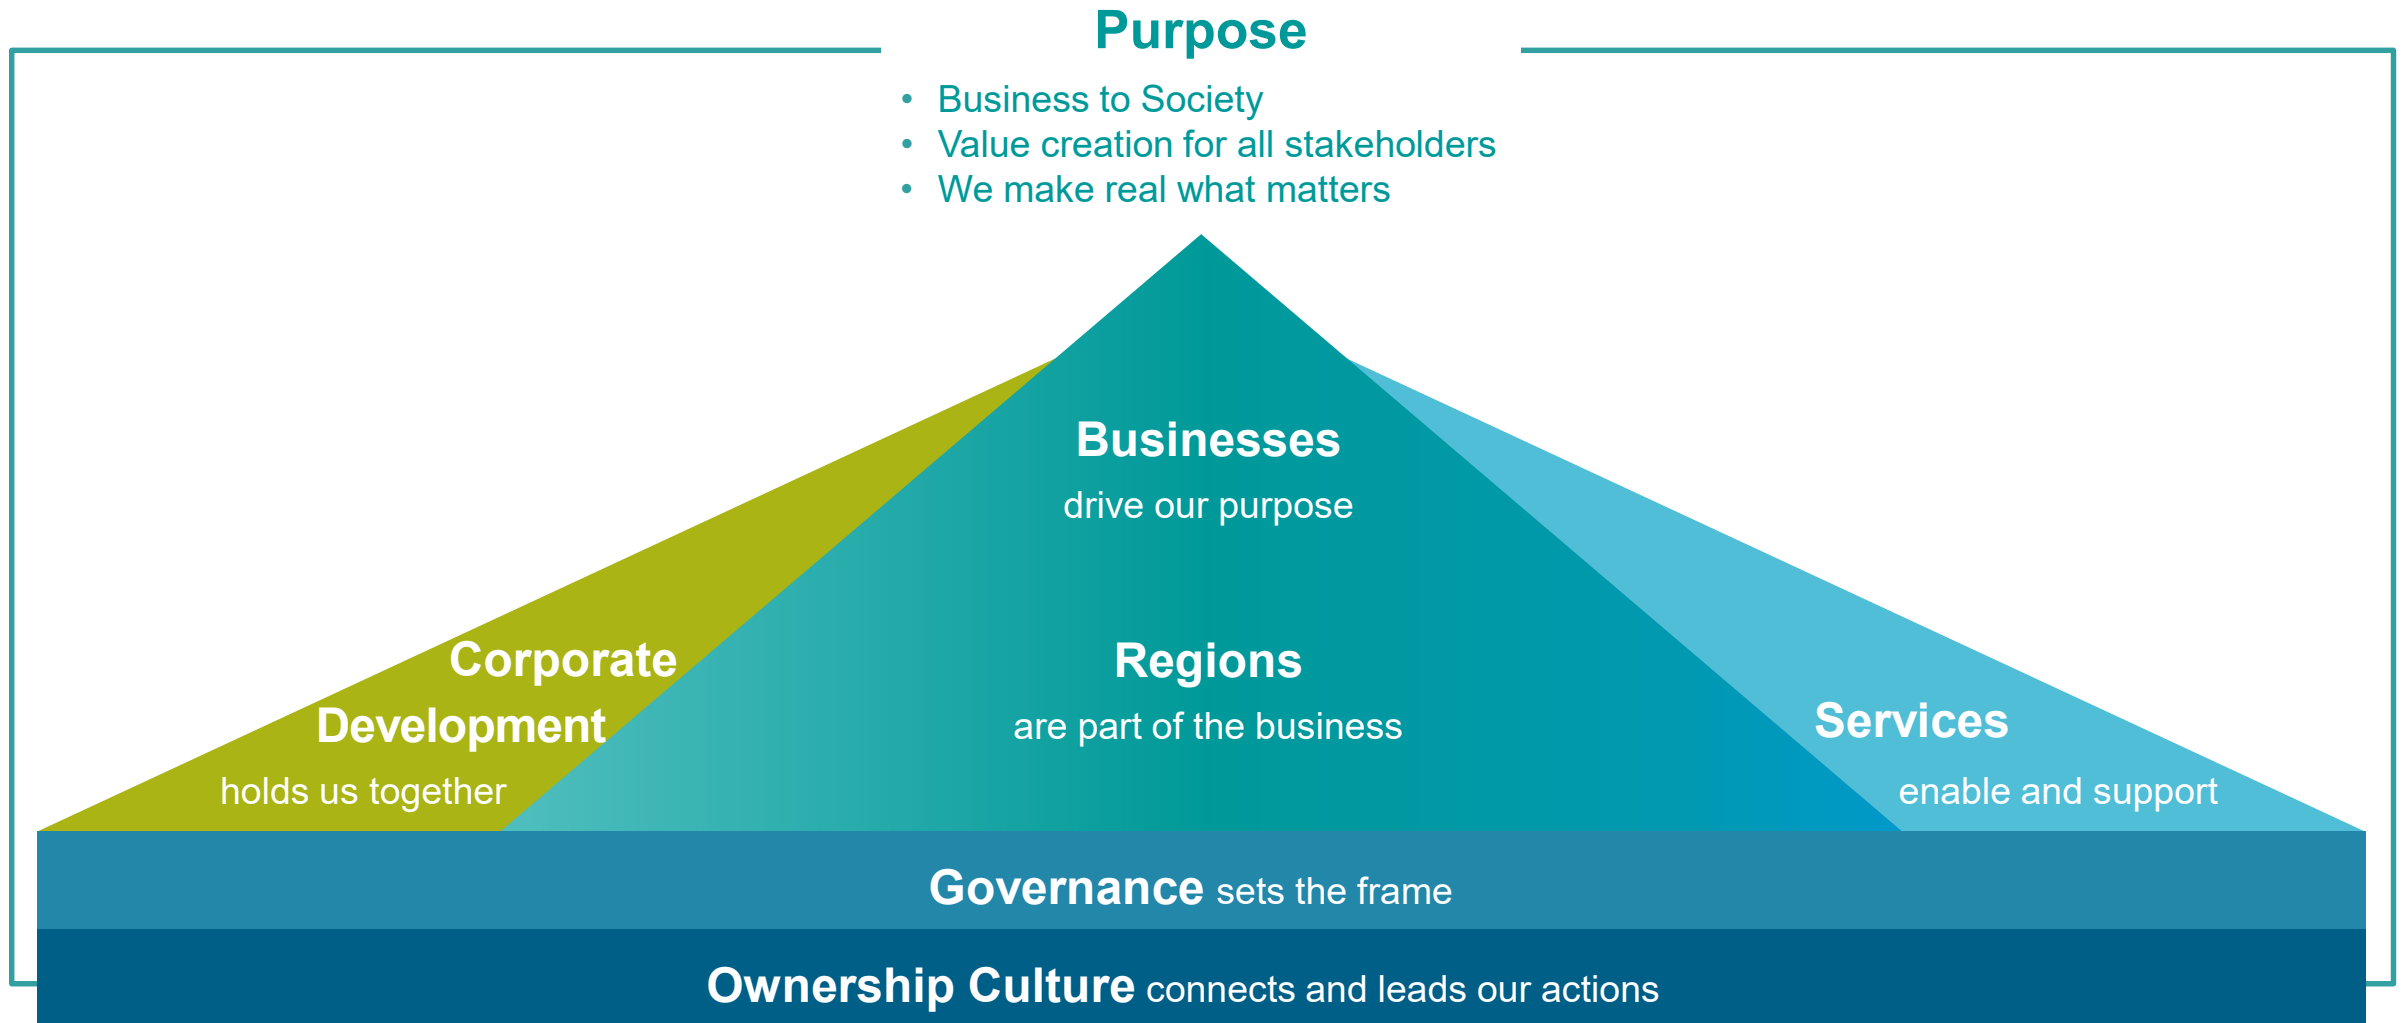 Purpose
• Business to Society
• Value creation for all stakeholders
• We make real what matters
Businesses
drive our purpose
Corporate
Development
holds us together
Regions
are part of the business
Services
enable and support
Governance sets the frame
Ownership Culture connects and leads our actions